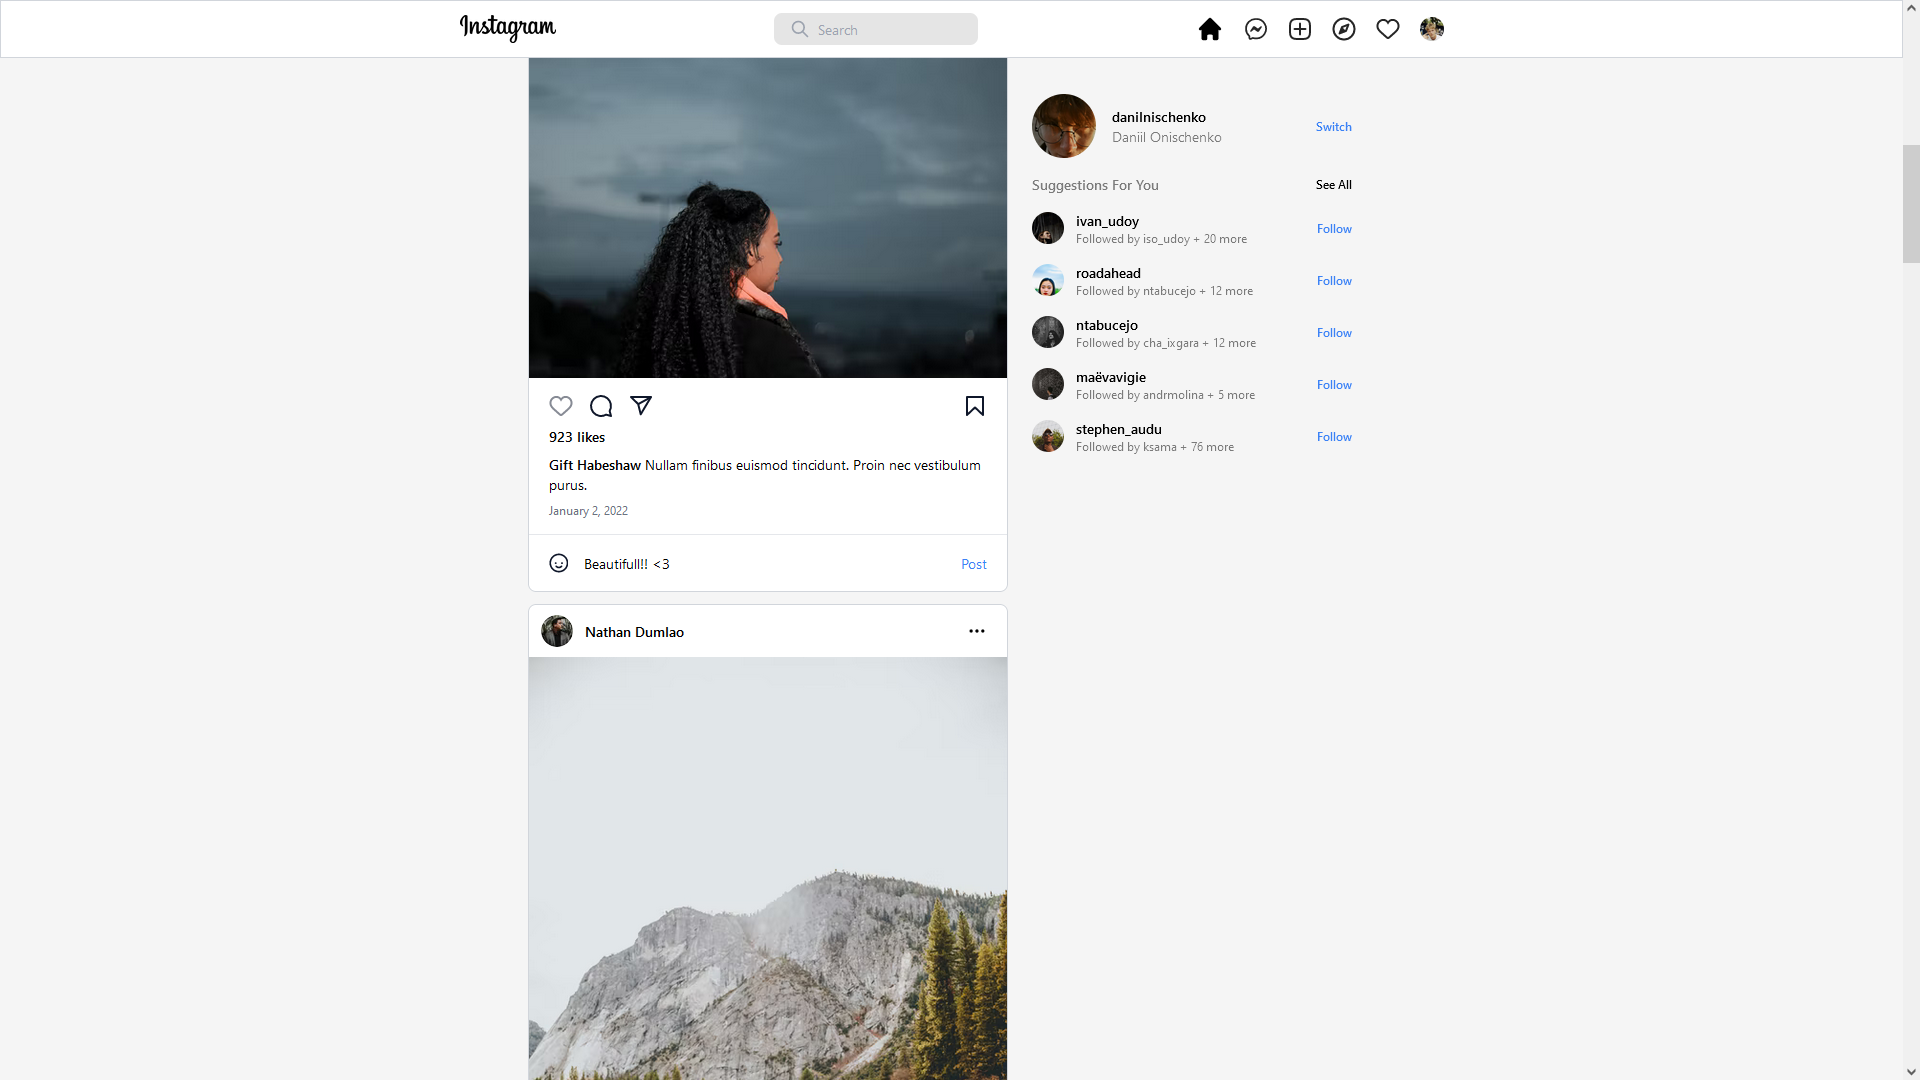 Instagram
Search
923 likes
Gift Habeshaw Nullam finibus euismod tincidunt. Proin nec vestibulum
purus.
January 2, 2022
Beautifull!! <3
Post
Nathan Dumlao
danilnischenko
Daniil Onischenko
Switch
Suggestions For You
See All
ivan_udoy
Followed by iso_udoy + 20 more
Follow
roadahead
Followed by ntabucejo + 12 more
Follow
ntabucejo
Followed by cha_ixgara + 12 more
Follow
maëvavigie
Followed by andrmolina + 5 more
Follow
stephen_audu
Followed by ksama + 76 more
Follow